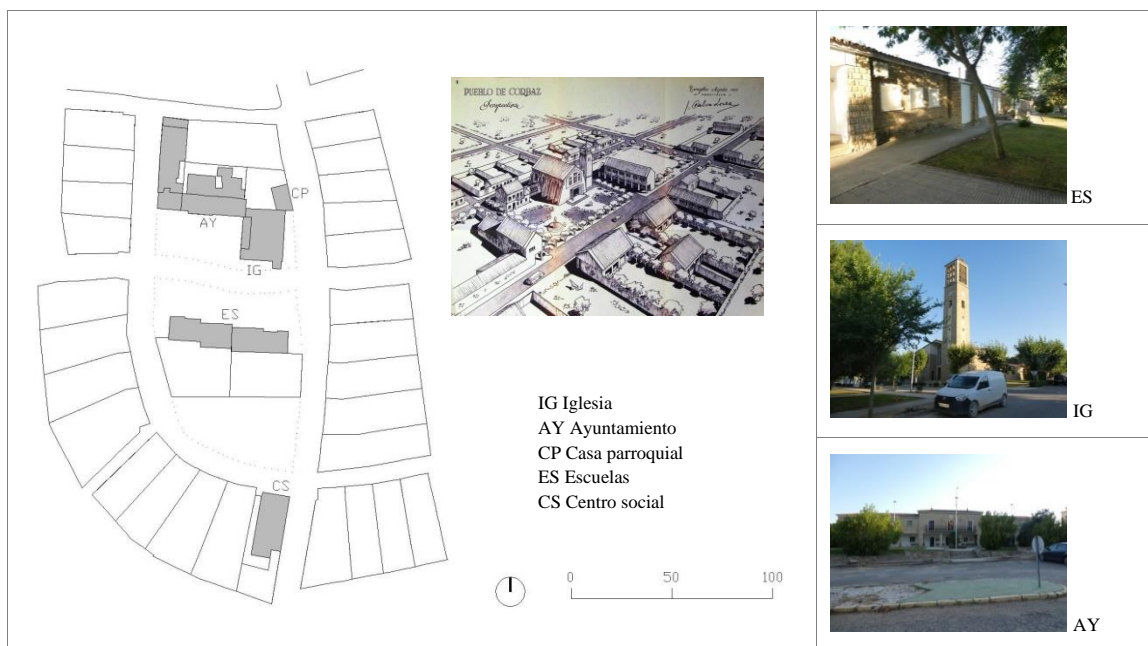 CP
AY
IG
ES
CS
PUEBLO DE CORBAZ
Perspectiva
IG Iglesia
AY Ayuntamiento
CP Casa parroquial
ES Escuelas
CS Centro social
0 50 100
ES
IG
AY